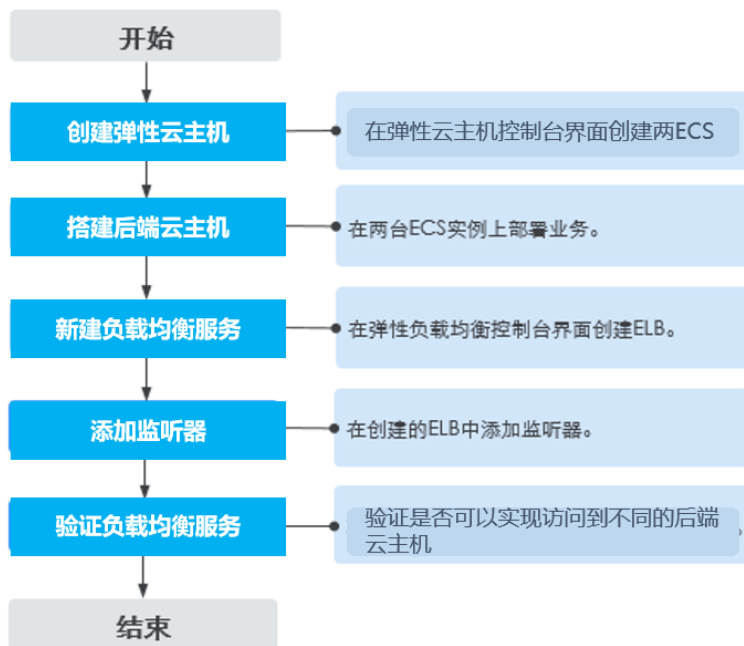 开始
创建弹性云主机
在弹性云主机控制台界面创建两ECS
搭建后端云主机
在两台ECS实例上部署业务。
新建负载均衡服务
在弹性负载均衡控制台界面创建ELB。
添加监听器
在创建的ELB中添加监听器。
验证负载均衡服务
验证是否可以实现访问到不同的后端
云主机
结束